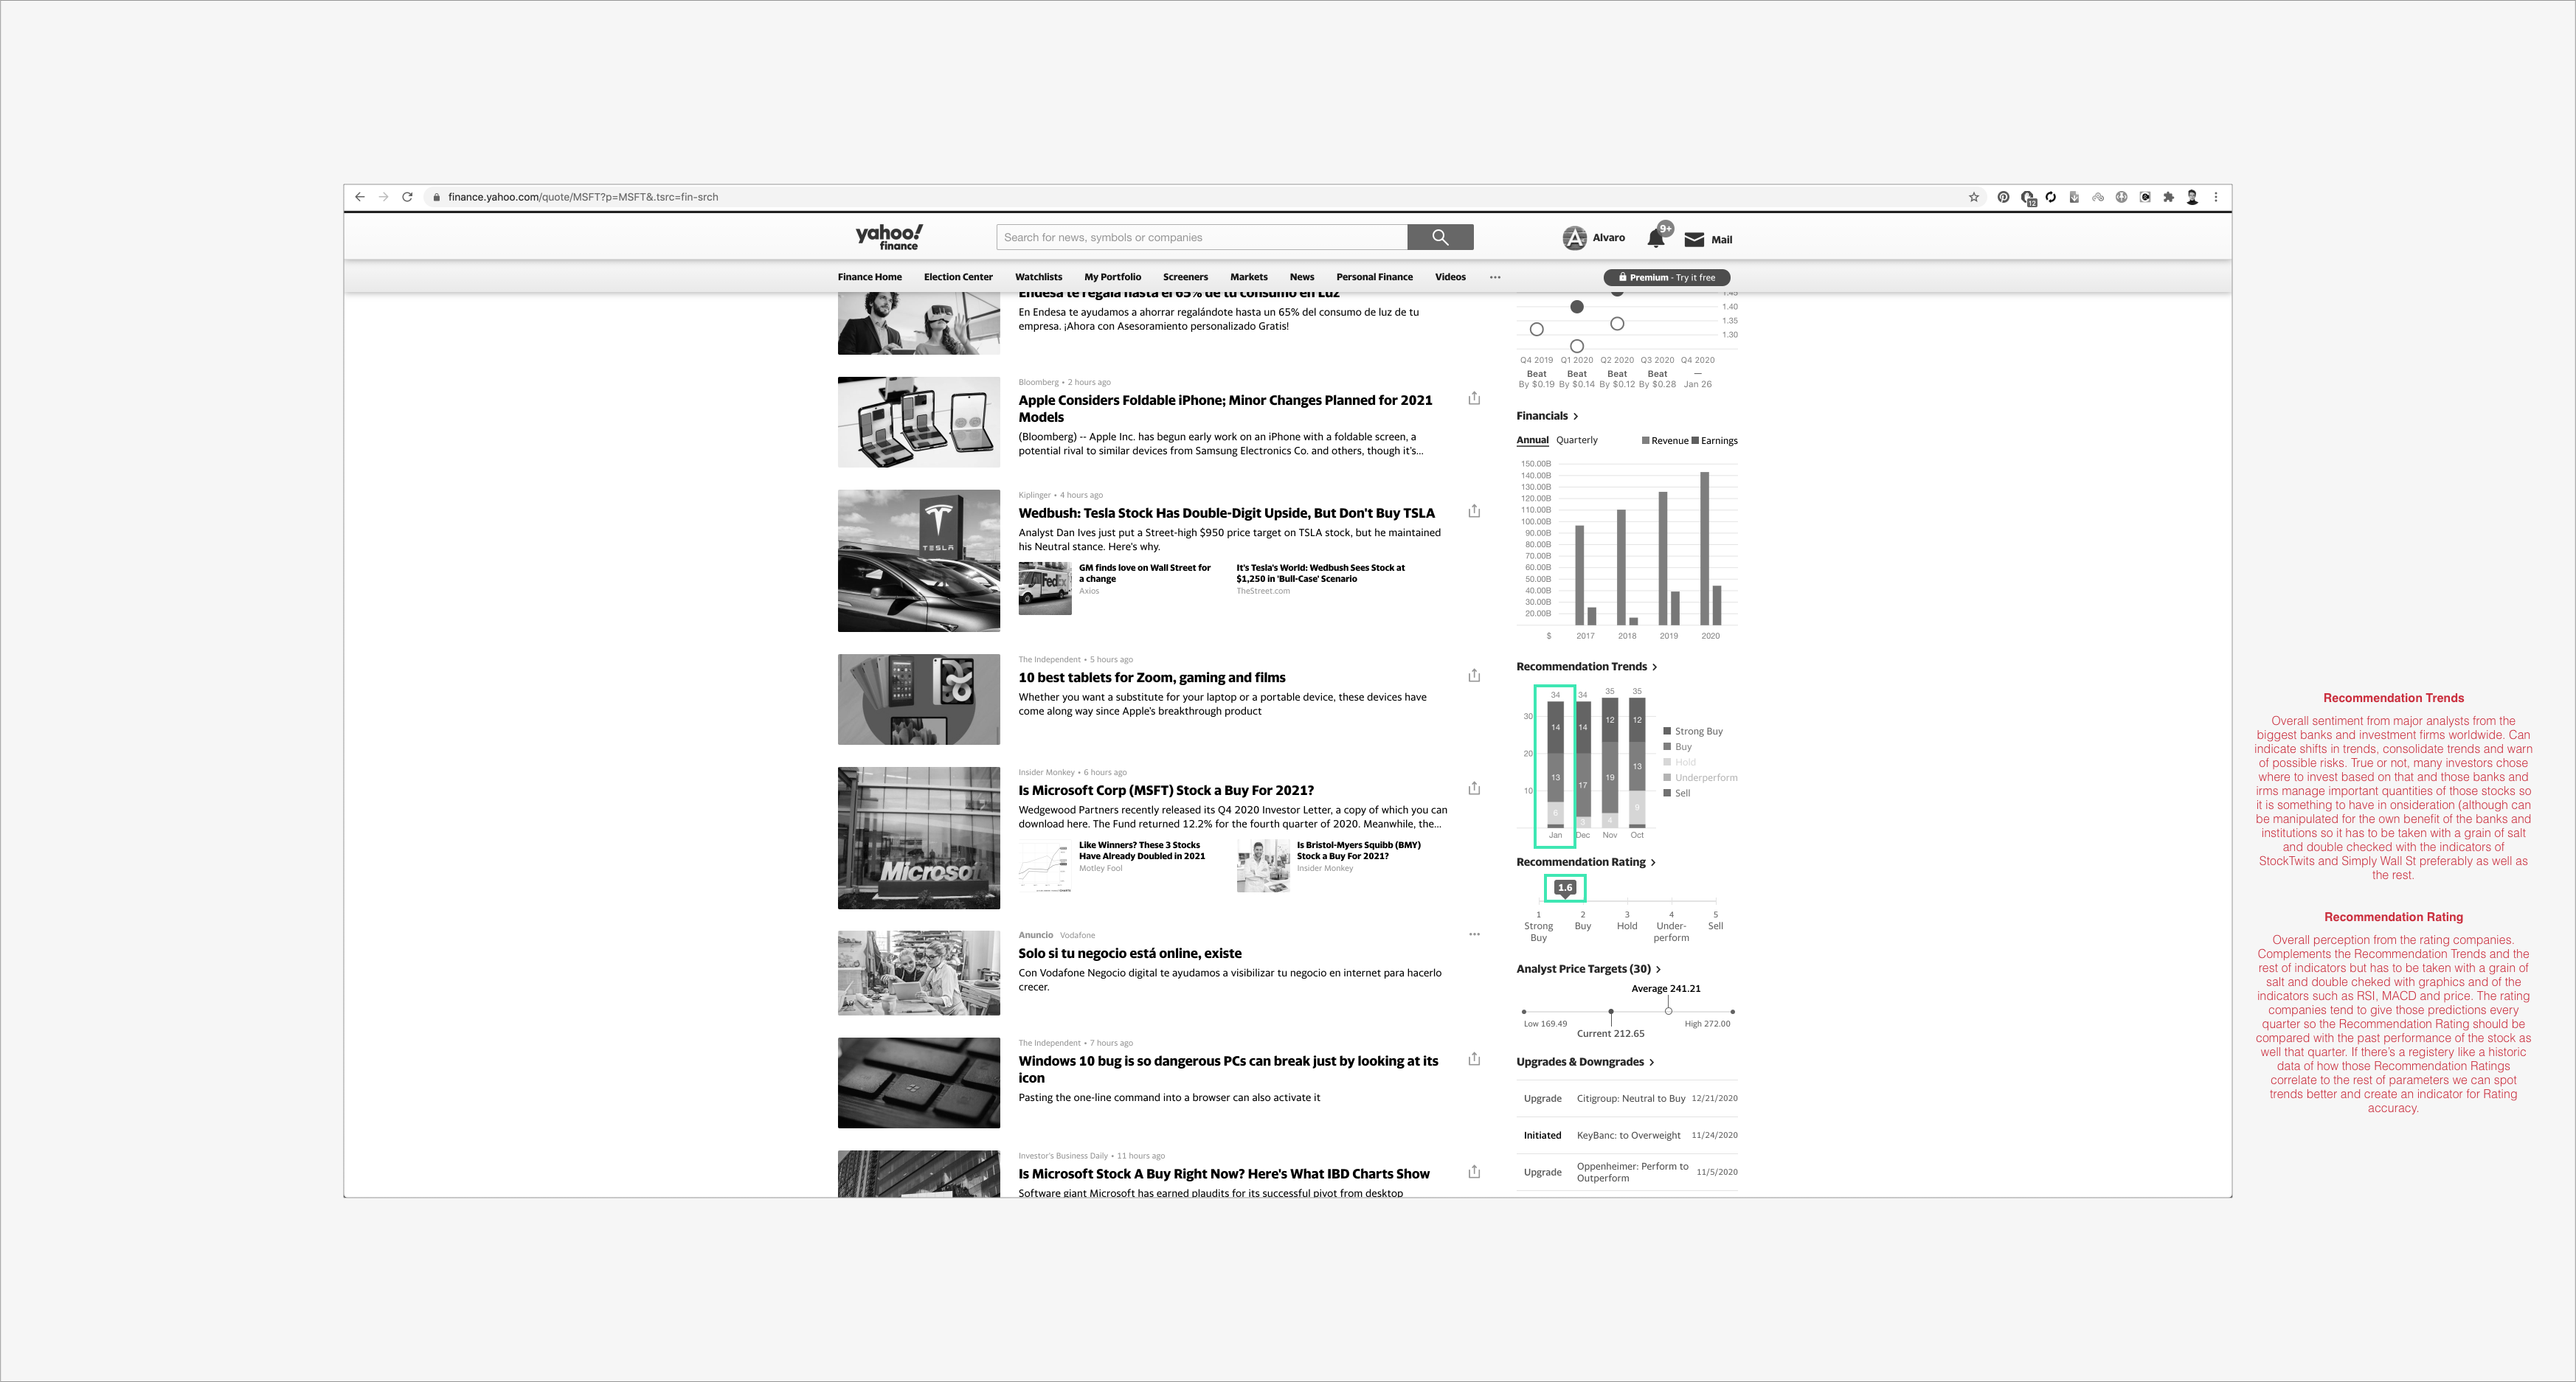 finance.yahoo.com/quote/MSFT?p=MSFT&.tsrc=fin-srch
12
yahoo!
finance
Search for news, symbols or companies
A
Alvaro
9+
Mail
Finance Home
Election Center
Watchlists
My Portfolio
Screeners
Markets
News
Personal Finance
Videos
Premium - Try it free
Endesa te regala hasta el 65% de tu consumo en Luz
En Endesa te ayudamos a ahorrar regalándote hasta un 65% del consumo de luz de tu
empresa. ¡Ahora con Asesoramiento personalizado Gratis!
Bloomberg • 2 hours ago
Apple Considers Foldable iPhone; Minor Changes Planned for 2021
Models
(Bloomberg) -- Apple Inc. has begun early work on an iPhone with a foldable screen, a
potential rival to similar devices from Samsung Electronics Co. and others, though it's...
TESLA
Kiplinger • 4 hours ago
Wedbush: Tesla Stock Has Double-Digit Upside, But Don't Buy TSLA
Analyst Dan Ives just put a Street-high $950 price target on TSLA stock, but he maintained
his Neutral stance. Here's why.
FedEx
GM finds love on Wall Street for
a change
Axios
It's Tesla's World: Wedbush Sees Stock at
$1,250 in 'Bull-Case' Scenario
TheStreet.com
The Independent • 5 hours ago
10 best tablets for Zoom, gaming and films
Whether you want a substitute for your laptop or a portable device, these devices have
come along way since Apple's breakthrough product
Microsoft
Insider Monkey • 6 hours ago
Is Microsoft Corp (MSFT) Stock a Buy For 2021?
Wedgewood Partners recently released its Q4 2020 Investor Letter, a copy of which you can
download here. The Fund returned 12.2% for the fourth quarter of 2020. Meanwhile, the...
Like Winners? These 3 Stocks
Have Already Doubled in 2021
Motley Fool
Is Bristol-Myers Squibb (BMY)
Stock a Buy For 2021?
Insider Monkey
Anuncio Vodafone
Solo si tu negocio está online, existe
Con Vodafone Negocio digital te ayudamos a visibilizar tu negocio en internet para hacerlo
crecer.
The Independent • 7 hours ago
Windows 10 bug is so dangerous PCs can break just by looking at its
icon
Pasting the one-line command into a browser can also activate it
Investor's Business Daily • 11 hours ago
Is Microsoft Stock A Buy Right Now? Here's What IBD Charts Show
Software giant Microsoft has earned plaudits for its successful pivot from desktop
1.45
1.40
1.35
1.30
Q4 2019 Q1 2020 Q2 2020 Q3 2020 Q4 2020
Beat Beat Beat Beat —
By $0.19 By $0.14 By $0.12 By $0.28 Jan 26
Financials
Annual Quarterly
Revenue Earnings
150.00B
140.00B
130.00B
120.00B
110.00B
100.00B
90.00B
80.00B
70.00B
60.00B
50.00B
40.00B
30.00B
20.00B
$ 2017 2018 2019 2020
Recommendation Trends
34 34 35 35
30
14 14 12 12
20
13 17 19 13
10
6 3 4 9
Jan Dec Nov Oct
Strong Buy
Buy
Hold
Underperform
Sell
Recommendation Rating
1.6
1 2 3 4 5
Strong Buy Hold Under- Sell
Buy perform
Analyst Price Targets (30)
Average 241.21
Low 169.49
High 272.00
Current 212.65
Upgrades & Downgrades
Upgrade Citigroup: Neutral to Buy 12/21/2020
Initiated KeyBanc: to Overweight 11/24/2020
Upgrade Oppenheimer: Perform to 11/5/2020
Outperform
Recommendation Trends
Overall sentiment from major analysts from the
biggest banks and investment firms worldwide. Can
indicate shifts in trends, consolidate trends and warn
of possible risks. True or not, many investors chose
where to invest based on that and those banks and
irms manage important quantities of those stocks so
it is something to have in onsideration (although can
be manipulated for the own benefit of the banks and
institutions so it has to be taken with a grain of salt
and double checked with the indicators of
StockTwits and Simply Wall St preferably as well as
the rest.
Recommendation Rating
Overall perception from the rating companies.
Complements the Recommendation Trends and the
rest of indicators but has to be taken with a grain of
salt and double cheked with graphics and of the
indicators such as RSI, MACD and price. The rating
companies tend to give those predictions every
quarter so the Recommendation Rating should be
compared with the past performance of the stock as
well that quarter. If there's a registery like a historic
data of how those Recommendation Ratings
correlate to the rest of parameters we can spot
trends better and create an indicator for Rating
accuracy.